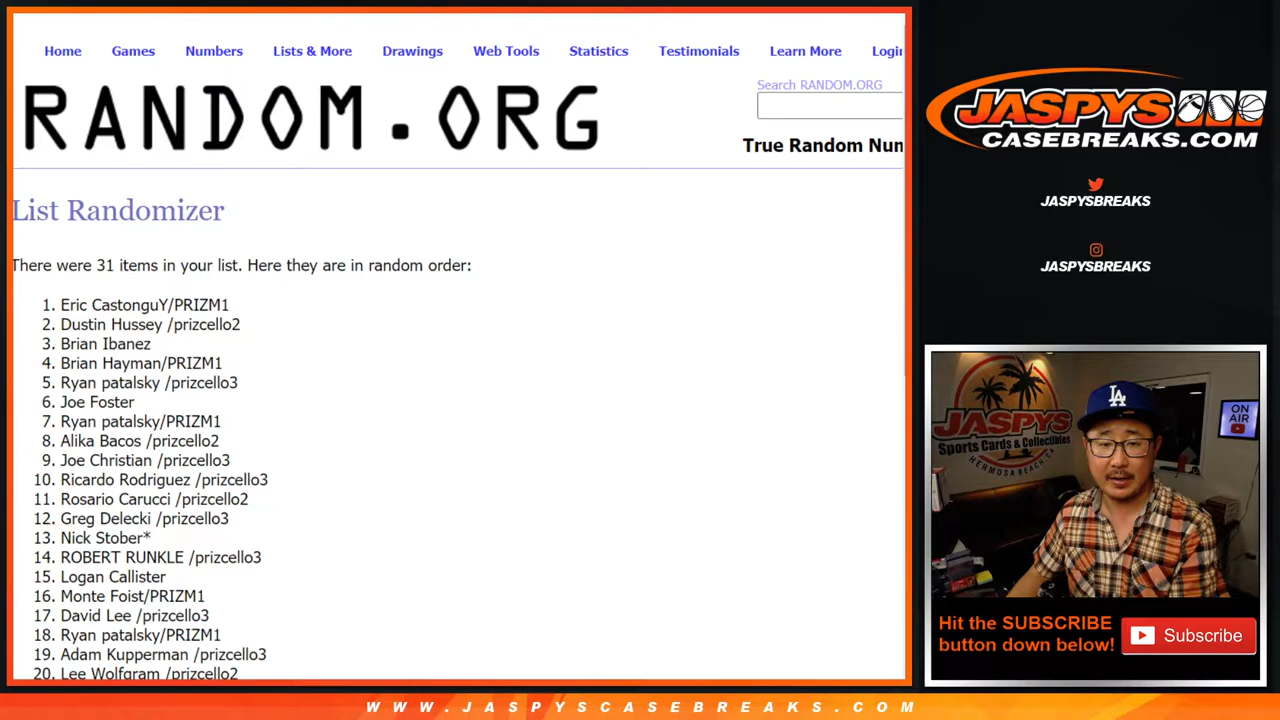 Home Games Numbers Lists & More Drawings Web Tools Statistics Testimonials Learn More Login
Search RANDOM.ORG
RANDOM.ORG
True Random Num
List Randomizer
There were 31 items in your list. Here they are in random order:
1. Eric CastonguY/PRIZM1
2. Dustin Hussey /prizcello2
3. Brian Ibanez
4. Brian Hayman/PRIZM1
5. Ryan patalsky /prizcello3
6. Joe Foster
7. Ryan patalsky/PRIZM1
8. Alika Bacos /prizcello2
9. Joe Christian /prizcello3
10. Ricardo Rodriguez /prizcello3
11. Rosario Carucci /prizcello2
12. Greg Delecki /prizcello3
13. Nick Stober*
14. ROBERT RUNKLE /prizcello3
15. Logan Callister
16. Monte Foist/PRIZM1
17. David Lee /prizcello3
18. Ryan patalsky/PRIZM1
19. Adam Kupperman /prizcello3
20. Lee Wolfgram /prizcello2
JASPYS
CASEBREAKS.COM
JASPYSBREAKS
JASPYSBREAKS
JASPYS
Sports Cards & Collectibles
HERMOSA BEACH, CA
LA
ON
AIR
Hit the SUBSCRIBE
button down below!
Subscribe
WWW.JASPYSCASEBREAKS.COM